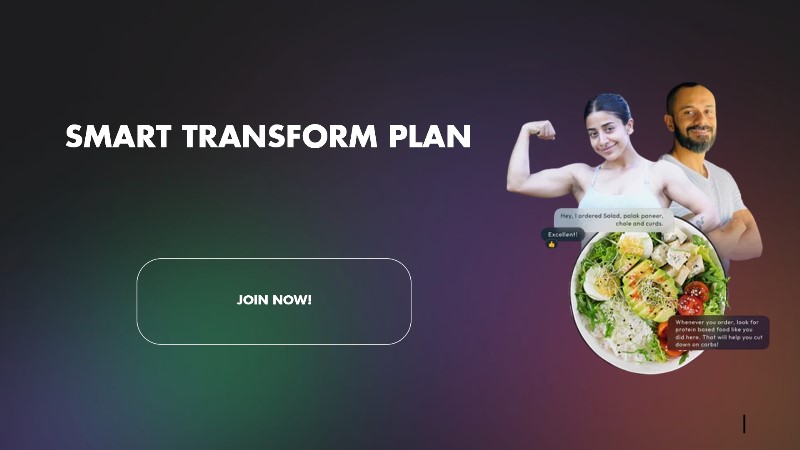 SMART TRANSFORM PLAN
JOIN NOW!
Hey, I ordered Salad, palak paneer,
chole and curds.
Excellent!
👍
Whenever you order, look for
protein based food like you
did here. That will help you cut
down on carbs!